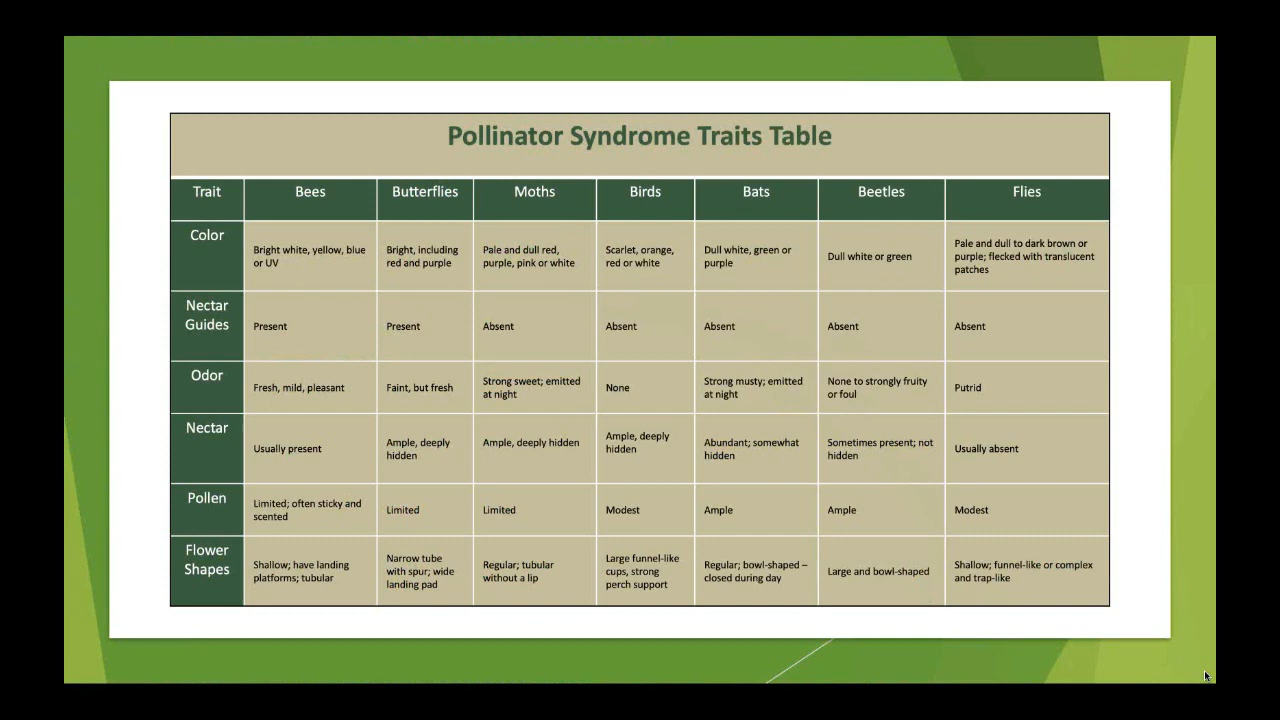 Pollinator Syndrome Traits Table
Trait Bees Butterflies Moths Birds Bats Beetles Flies
Color
Bright white, yellow, blue
or UV
Bright, including
red and purple
Pale and dull red,
purple, pink or white
Scarlet, orange,
red or white
Dull white, green or
purple
Dull white or green
Pale and dull to dark brown or
purple; flecked with translucent
patches
Nectar
Guides
Present
Present
Absent
Absent
Absent
Absent
Absent
Odor
Fresh, mild, pleasant
Faint, but fresh
Strong sweet; emitted
at night
None
Strong musty; emitted
at night
None to strongly fruity
or foul
Putrid
Nectar
Usually present
Ample, deeply
hidden
Ample, deeply hidden
Ample, deeply
hidden
Abundant; somewhat
hidden
Sometimes present; not
hidden
Usually absent
Pollen
Limited; often sticky and
scented
Limited
Limited
Modest
Ample
Ample
Modest
Flower
Shapes
Shallow; have landing
platforms; tubular
Narrow tube
with spur; wide
landing pad
Regular; tubular
without a lip
Large funnel-like
cups, strong
perch support
Regular; bowl-shaped –
closed during day
Large and bowl-shaped
Shallow; funnel-like or complex
and trap-like